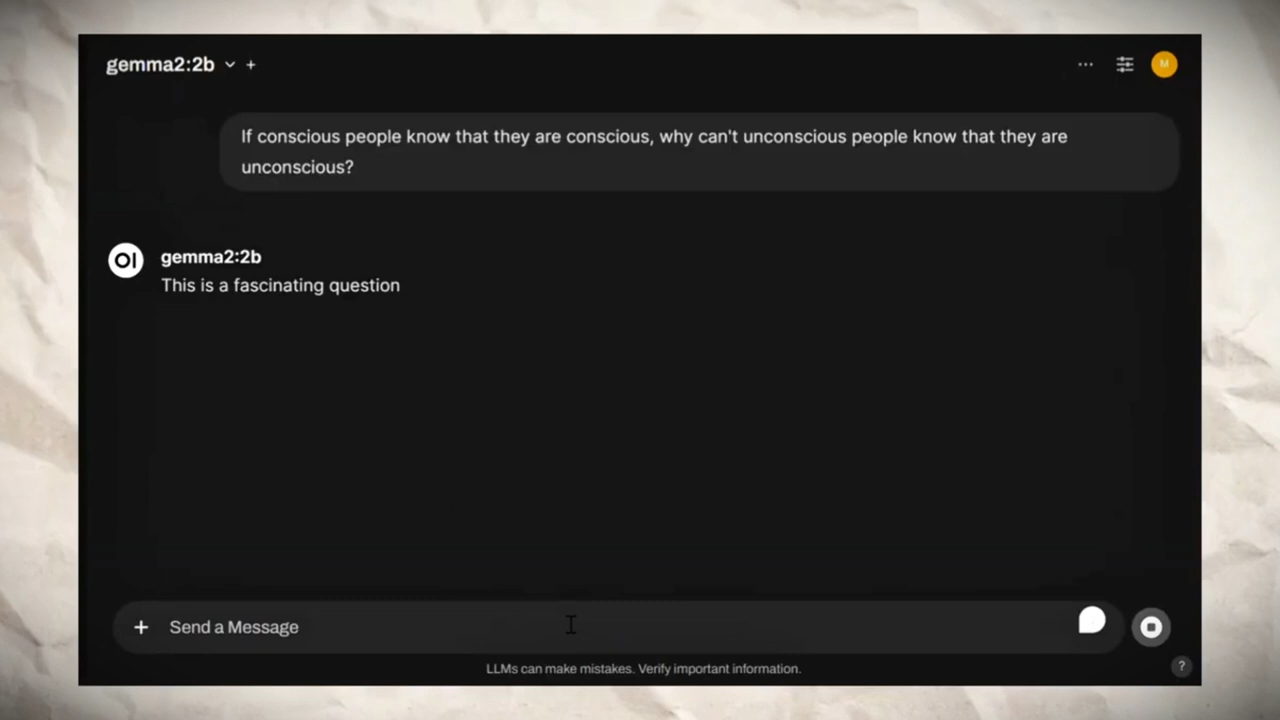 gemma2:2b
M
If conscious people know that they are conscious, why can't unconscious people know that they are
unconscious?
OI
gemma2:2b
This is a fascinating question
Send a Message
LLMs can make mistakes. Verify important information.
?